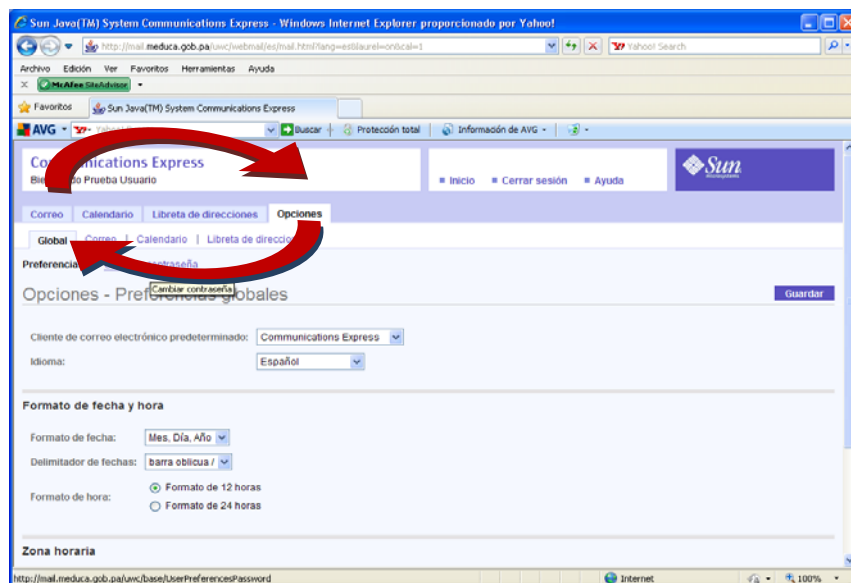 Sun Java(TM) System Communications Express - Windows Internet Explorer proporcionado por Yahoo!
http://mail.meduca.gob.pa/uwc/webmail/es/mail.html?lang=es&laurel=on&cal=1
Yahoo! Search
Archivo Edición Ver Favoritos Herramientas Ayuda
McAfee SiteAdvisor
Favoritos Sun Java(TM) System Communications Express
AVG Buscar Protección total Información de AVG
Express
Prueba Usuario
Inicio Cerrar sesión Ayuda
Sun
microsystems
Correo Calendario Libreta de direcciones Opciones
Global Correo | Calendario | Libreta de
Cambiar contraseña
Opciones - Preferencias globales
Guardar
Cliente de correo electrónico predeterminado: Communications Express
Idioma: Español
Formato de fecha y hora
Formato de fecha: Mes, Día, Año
Delimitador de fechas: barra oblicua /
Formato de hora: Formato de 12 horas
Formato de 24 horas
Zona horaria
http://mail.meduca.gob.pa/uwc/base/UserPreferencesPassword
Internet
100%